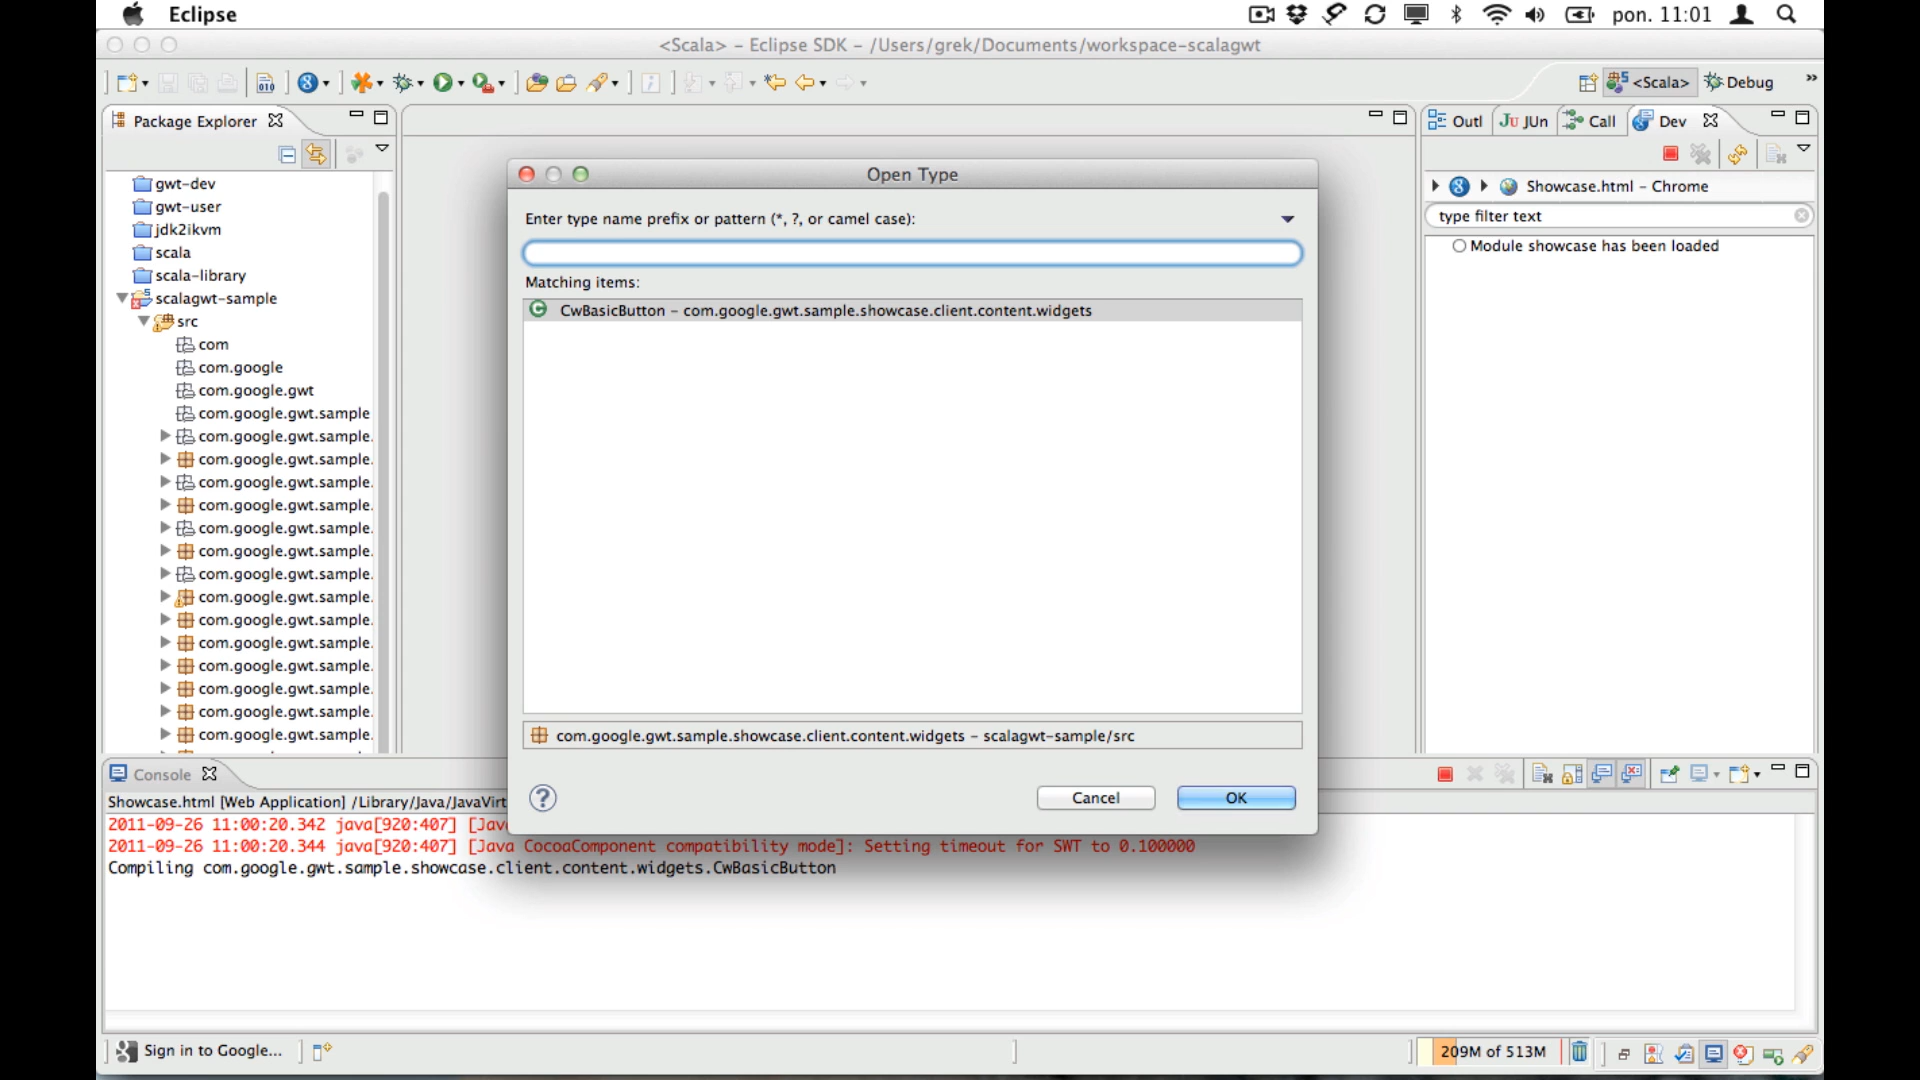 Eclipse
pon. 11:01
<Scala> – Eclipse SDK – /Users/grek/Documents/workspace-scalagwt
<Scala>
Debug
»
Package Explorer
gwt-dev
gwt-user
jdk2ikvm
scala
scala-library
scalagwt-sample
src
com
com.google
com.google.gwt
com.google.gwt.sample
com.google.gwt.sample.
com.google.gwt.sample.
com.google.gwt.sample.
com.google.gwt.sample.
com.google.gwt.sample.
com.google.gwt.sample.
com.google.gwt.sample.
com.google.gwt.sample.
com.google.gwt.sample.
com.google.gwt.sample.
com.google.gwt.sample.
com.google.gwt.sample.
com.google.gwt.sample.
com.google.gwt.sample.
Open Type
Enter type name prefix or pattern (*, ?, or camel case):
Matching items:
CwBasicButton – com.google.gwt.sample.showcase.client.content.widgets
com.google.gwt.sample.showcase.client.content.widgets – scalagwt-sample/src
Cancel
OK
Outl
JUn
Call
Dev
Showcase.html – Chrome
type filter text
Module showcase has been loaded
Console
Showcase.html [Web Application] /Library/Java/JavaVirt
2011-09-26 11:00:20.342 java[920:407] [Jav
2011-09-26 11:00:20.344 java[920:407] [Java CocoaComponent compatibility mode]: Setting timeout for SWT to 0.100000
Compiling com.google.gwt.sample.showcase.client.content.widgets.CwBasicButton
Sign in to Google...
209M of 513M